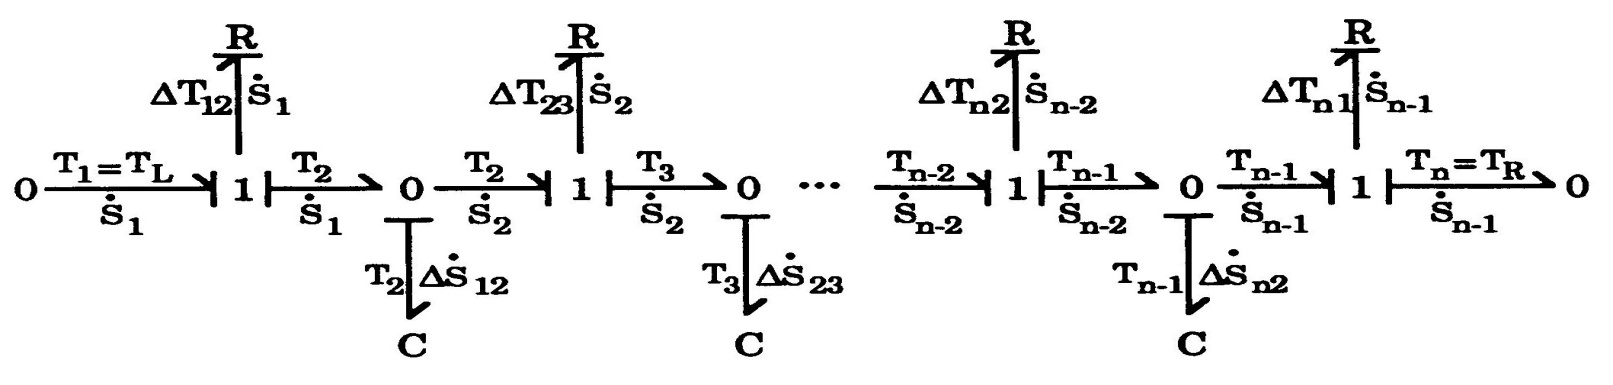 R R R R
ΔT₁₂ Ṡ₁ ΔT₂₃ Ṡ₂ ΔTₙ₂ Ṡₙ₋₂ ΔTₙ₁ Ṡₙ₋₁
T₁=T_L T₂ T₂ T₃ Tₙ₋₂ Tₙ₋₁ Tₙ₋₁ Tₙ=T_R
0 1 0 1 0 ... 1 0 1 0
Ṡ₁ Ṡ₁ Ṡ₂ Ṡ₂ Ṡₙ₋₂ Ṡₙ₋₂ Ṡₙ₋₁ Ṡₙ₋₁
T₂ ΔṠ₁₂ T₃ ΔṠ₂₃ Tₙ₋₁ ΔṠₙ₂
C C C